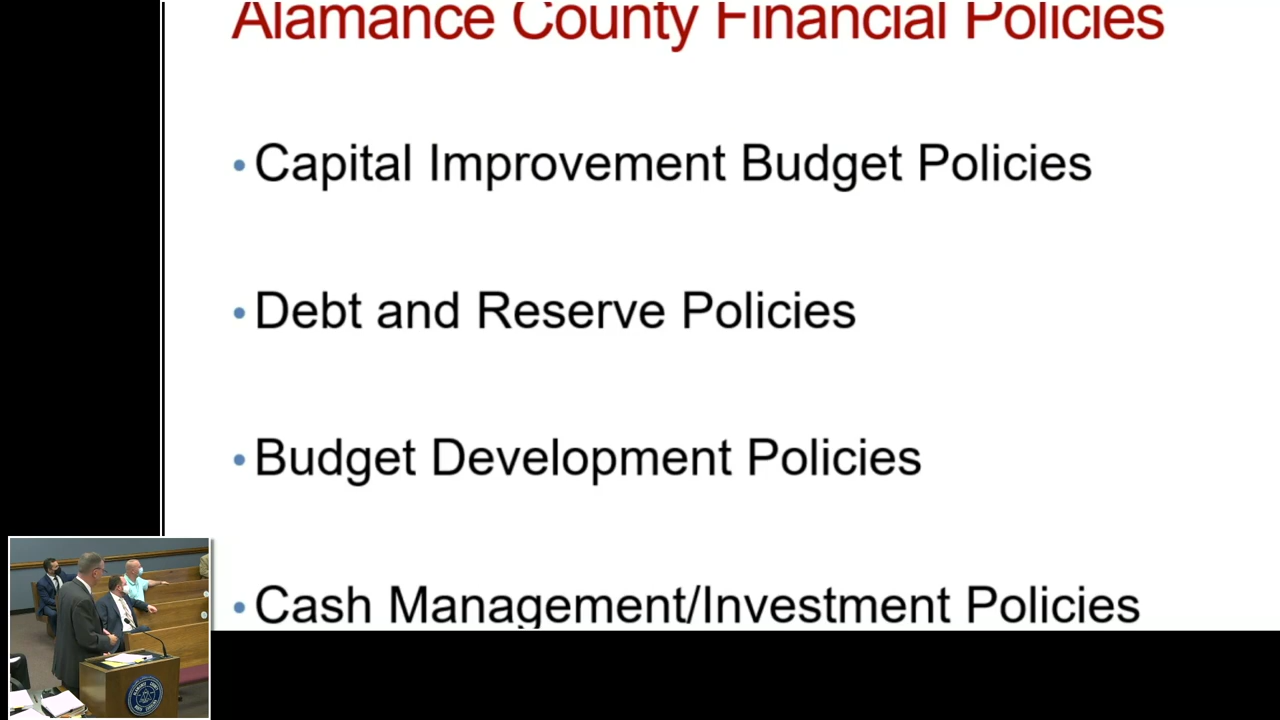 Alamance County Financial Policies
• Capital Improvement Budget Policies
• Debt and Reserve Policies
• Budget Development Policies
• Cash Management/Investment Policies